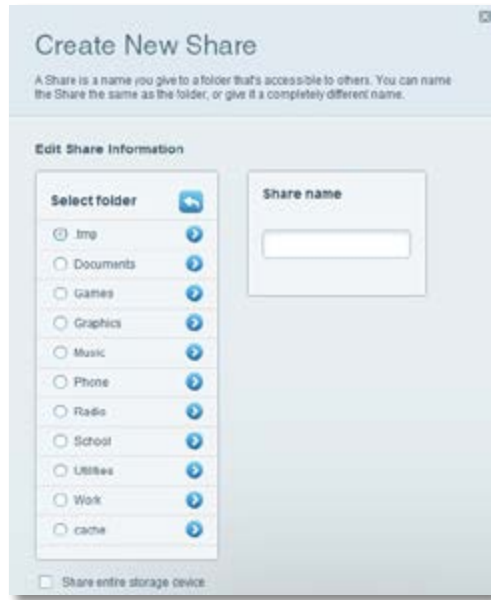 Create New Share
A Share is a name you give to a folder that's accessible to others. You can name
the Share the same as the folder, or give it a completely different name.
Edit Share Information
Select folder
.tmp
Documents
Games
Graphics
Music
Phone
Radio
School
Utilities
Work
cache
Share name
Share entire storage device